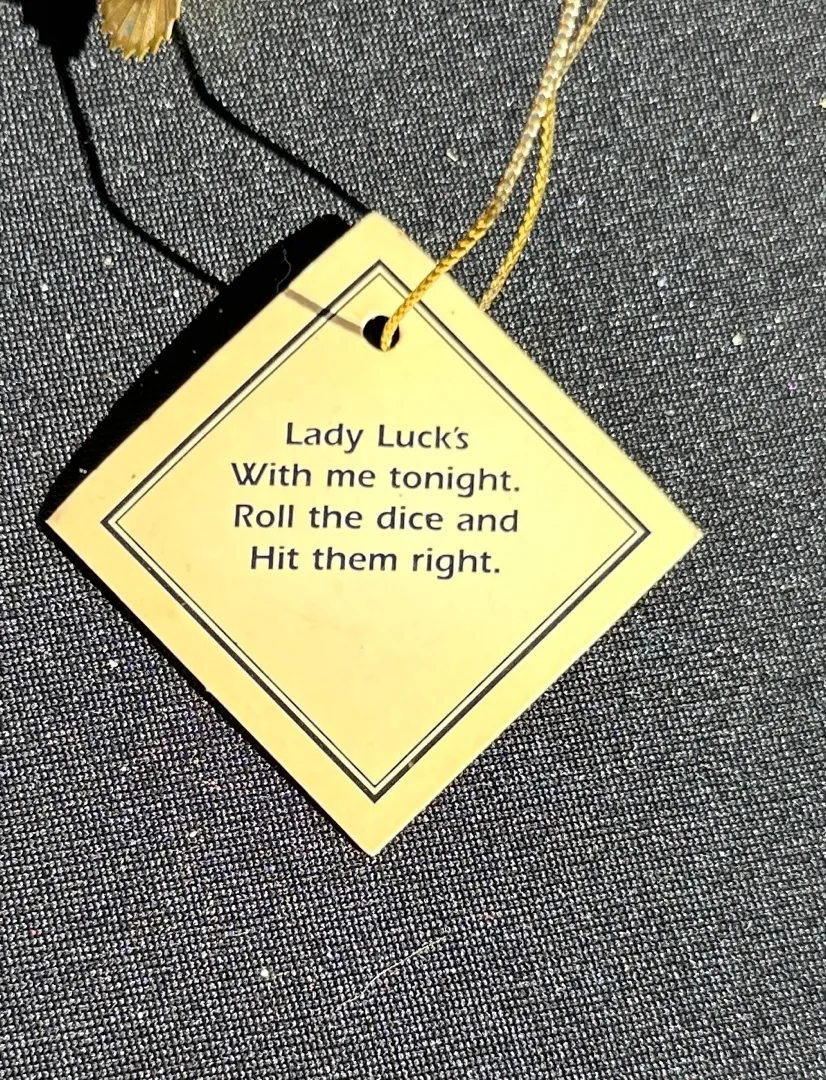 Lady Luck's
With me tonight.
Roll the dice and
Hit them right.